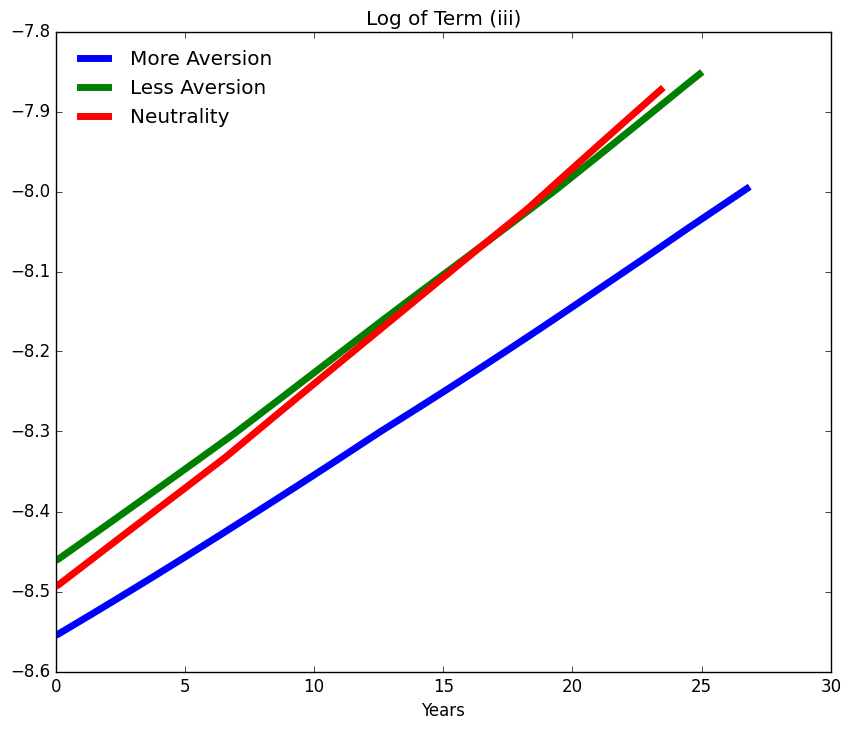 Log of Term (iii)
More Aversion
Less Aversion
Neutrality
−7.8
−7.9
−8.0
−8.1
−8.2
−8.3
−8.4
−8.5
−8.6
0 5 10 15 20 25 30
Years